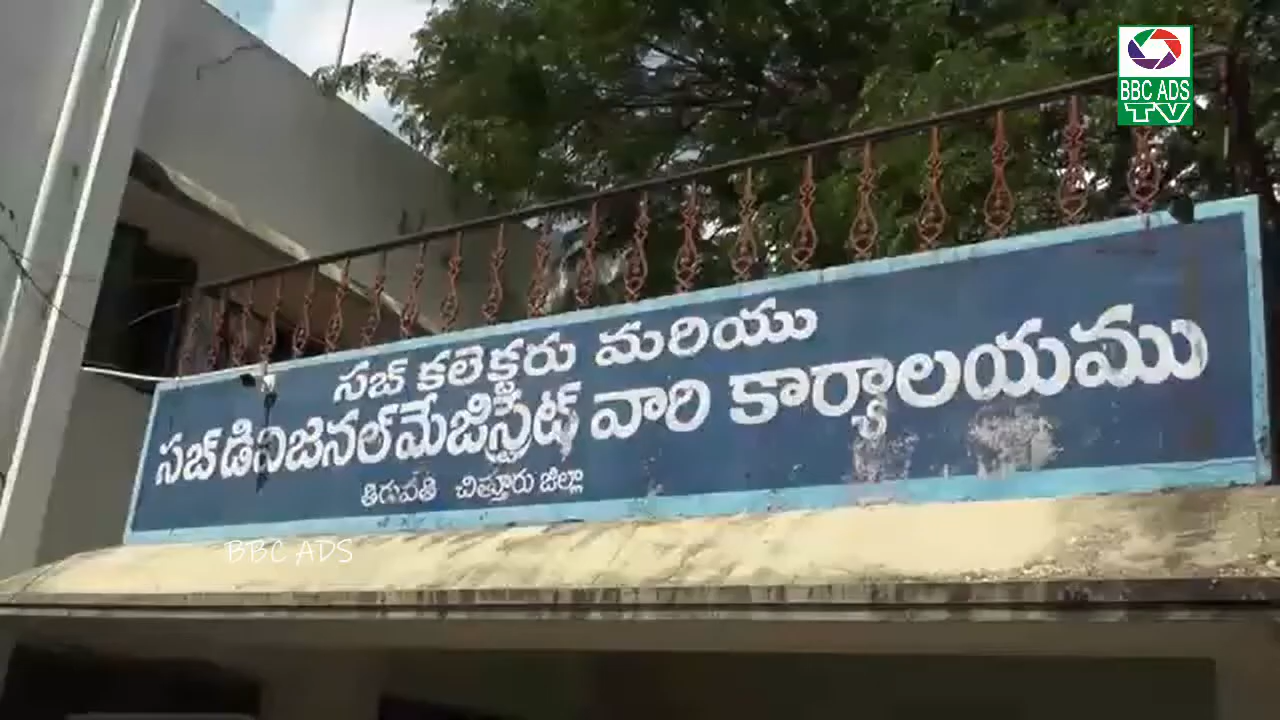 BBC ADS
TV
సబ్ కలెక్టరు మరియు
సబ్ డివిజనల్ మేజిస్ట్రేట్ వారి కార్యాలయము
తిరుపతి చిత్తూరు జిల్లా
BBC ADS